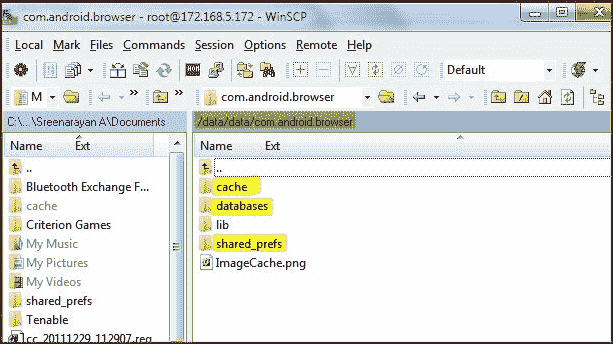 com.android.browser - root@172.168.5.172 - WinSCP
Local Mark Files Commands Session Options Remote Help
Default
M
com.android.browser
C:\...\Sreenarayan A\Documents
Name Ext
..
Bluetooth Exchange F...
cache
Criterion Games
My Music
My Pictures
My Videos
shared_prefs
Tenable
cc_20111229_112907.reg
/data/data/com.android.browser
Name Ext
..
cache
databases
lib
shared_prefs
ImageCache.png